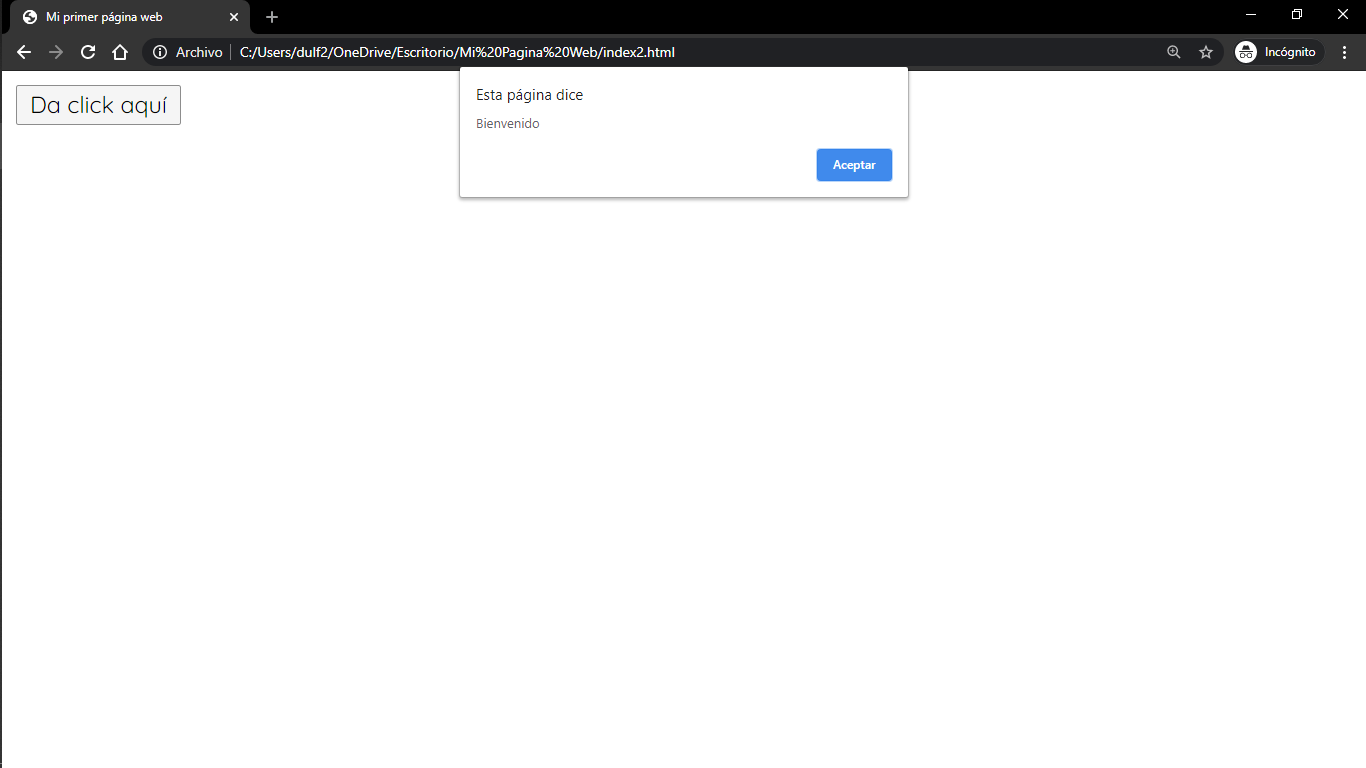 Mi primer página web
Archivo C:/Users/dulf2/OneDrive/Escritorio/Mi%20Pagina%20Web/index2.html Incógnito
Da click aquí
Esta página dice
Bienvenido
Aceptar